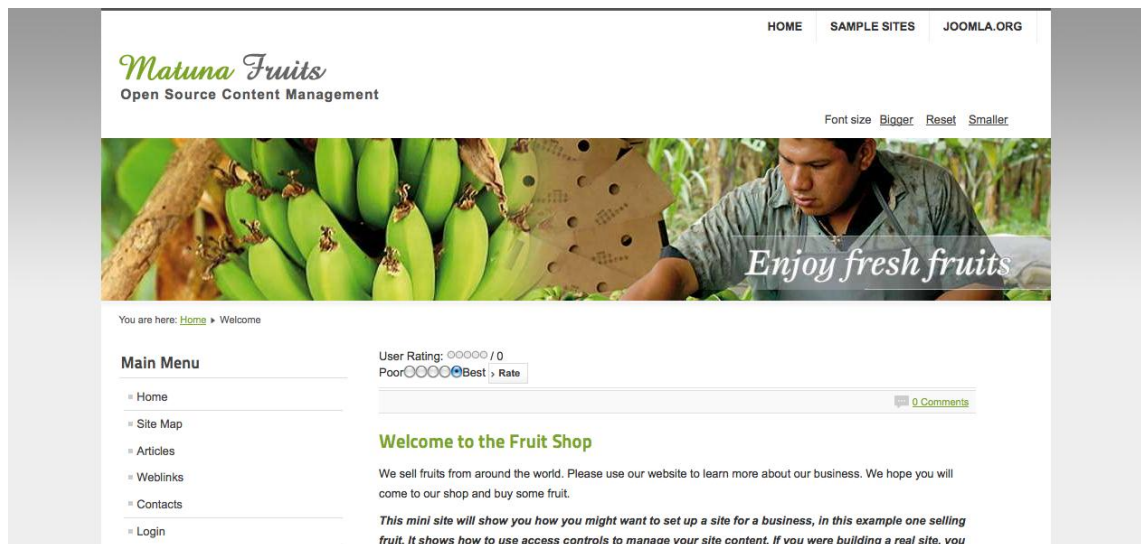 HOME SAMPLE SITES JOOMLA.ORG
Matuna Fruits
Open Source Content Management
Font size Bigger Reset Smaller
Enjoy fresh fruits
You are here: Home Welcome
Main Menu
Home
Site Map
Articles
Weblinks
Contacts
Login
User Rating: / 0
Poor Best › Rate
0 Comments
Welcome to the Fruit Shop
We sell fruits from around the world. Please use our website to learn more about our business. We hope you will
come to our shop and buy some fruit.
This mini site will show you how you might want to set up a site for a business, in this example one selling
fruit. It shows how to use access controls to manage your site content. If you were building a real site, you